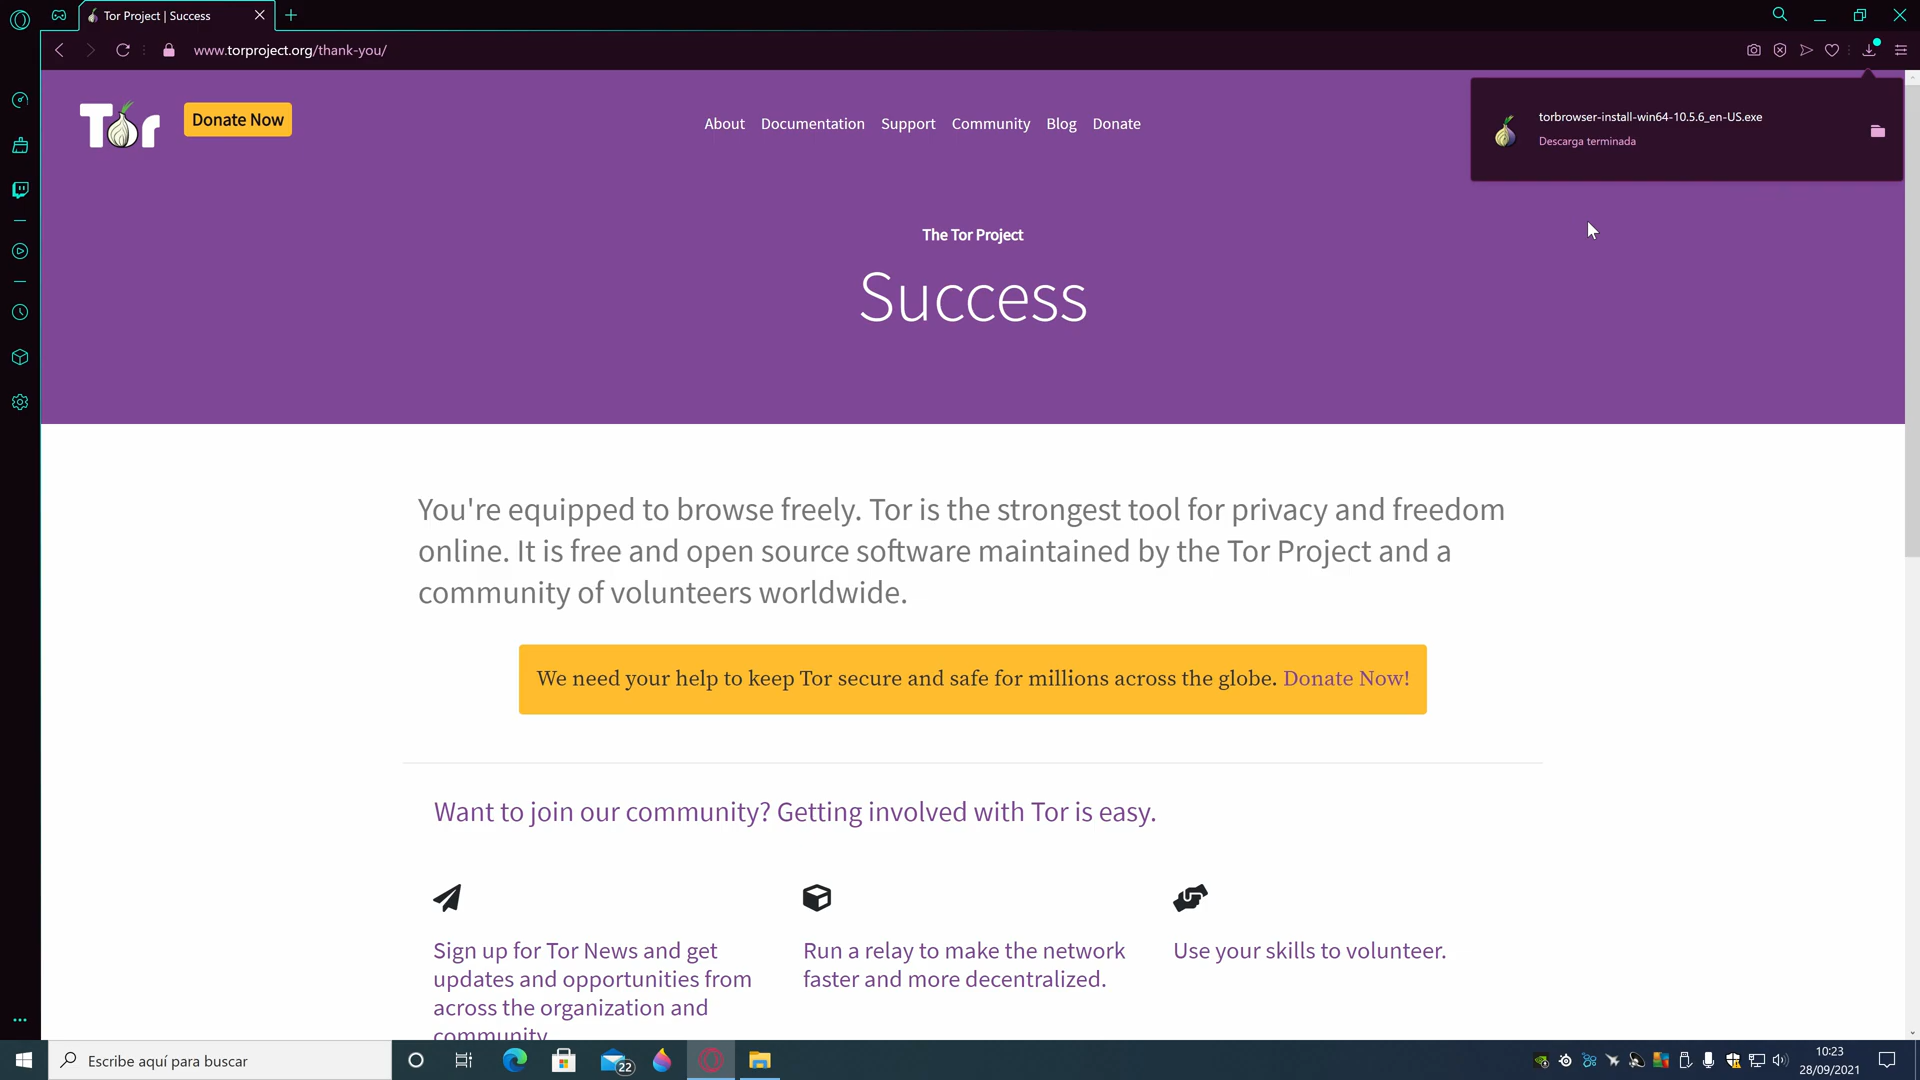 Tor Project | Success
www.torproject.org/thank-you/
Tor
Donate Now
About
Documentation
Support
Community
Blog
Donate
torbrowser-install-win64-10.5.6_en-US.exe
Descarga terminada
The Tor Project
Success
You're equipped to browse freely. Tor is the strongest tool for privacy and freedom
online. It is free and open source software maintained by the Tor Project and a
community of volunteers worldwide.
We need your help to keep Tor secure and safe for millions across the globe. Donate Now!
Want to join our community? Getting involved with Tor is easy.
Sign up for Tor News and get
updates and opportunities from
across the organization and
community
Run a relay to make the network
faster and more decentralized.
Use your skills to volunteer.
Escribe aquí para buscar
22
10:23
28/09/2021